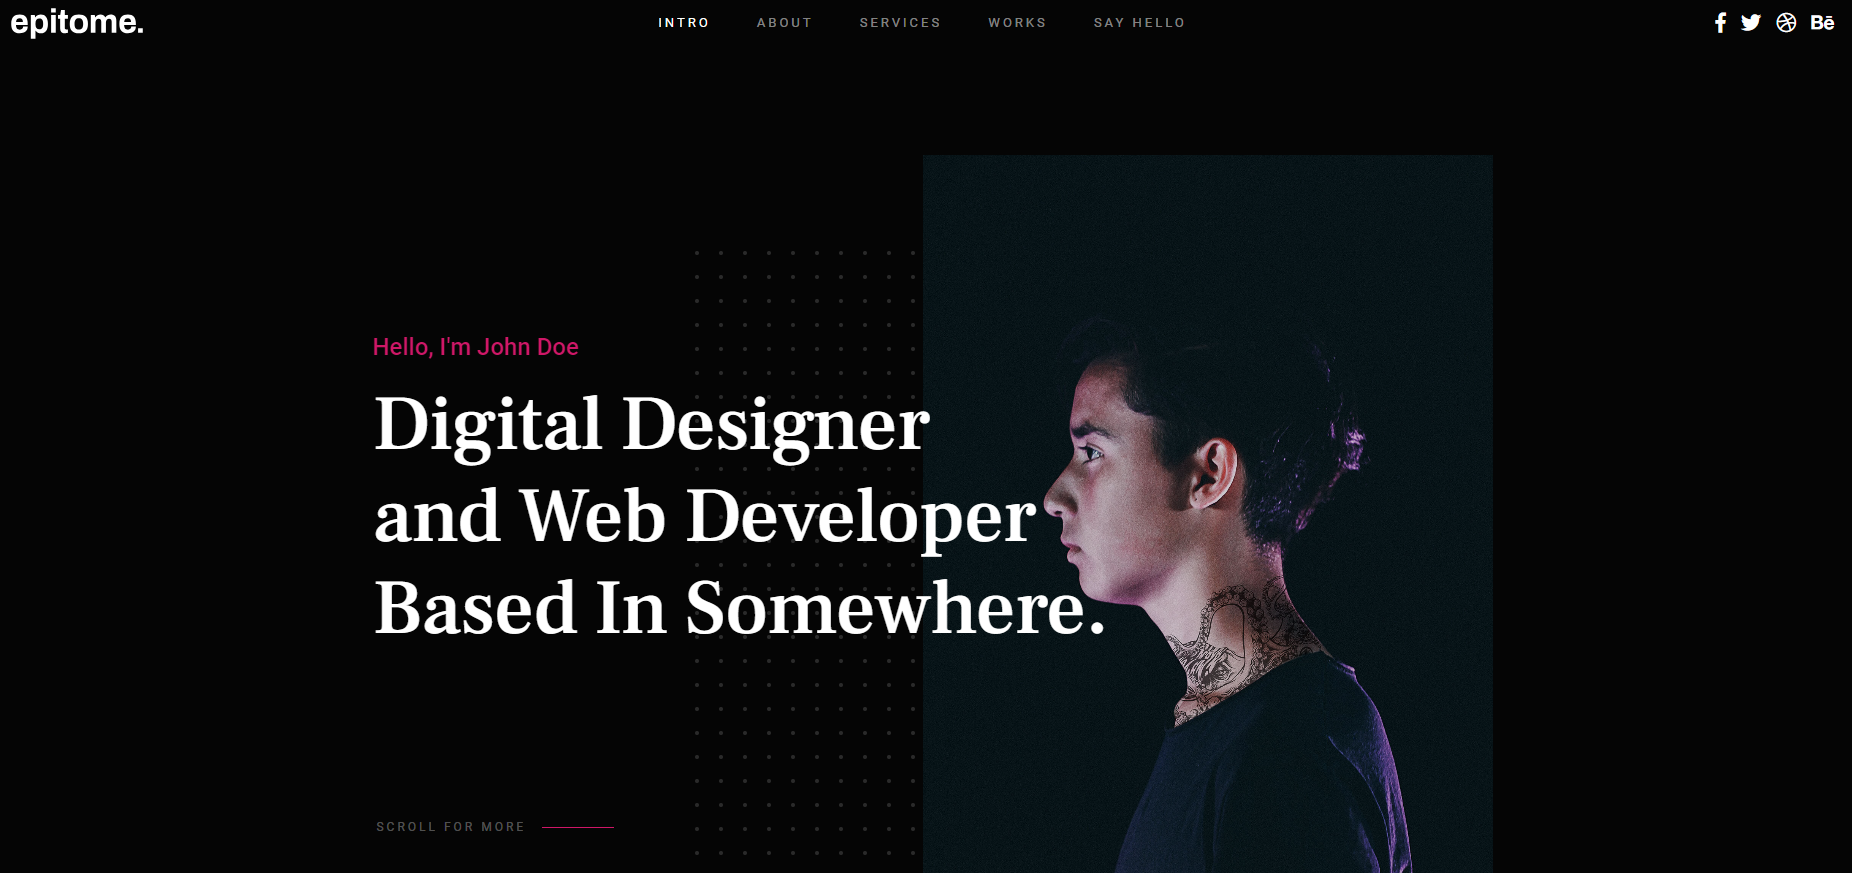 epitome.
INTRO ABOUT SERVICES WORKS SAY HELLO
Bē
Hello, I'm John Doe
Digital Designer
and Web Developer
Based In Somewhere.
SCROLL FOR MORE